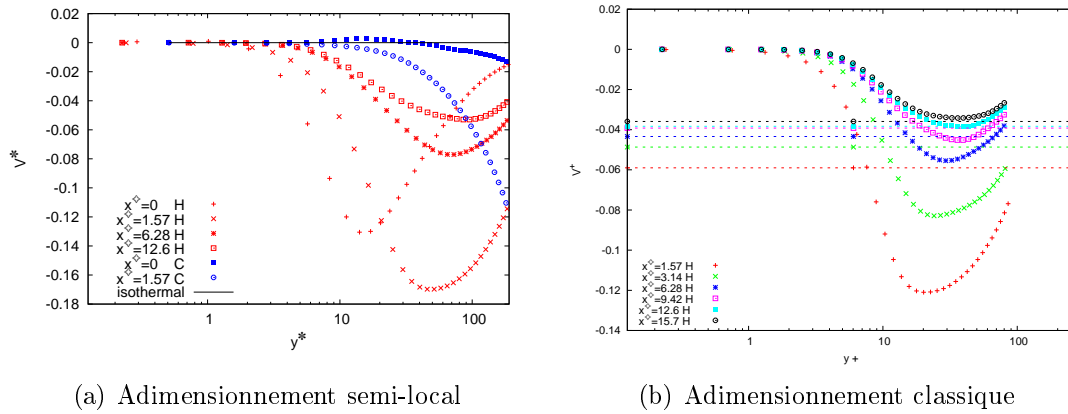 0.02
0
-0.02
-0.04
-0.06
-0.08
-0.1
-0.12
-0.14
-0.16
-0.18
V*
1 10 100
y*
x◇=0 H
x◇=1.57 H
x◇=6.28 H
x◇=12.6 H
x◇=0 C
x◇=1.57 C
isothermal
(a) Adimensionnement semi-local
0.02
0
-0.02
-0.04
-0.06
-0.08
-0.1
-0.12
-0.14
V+
1 10 100
y+
x◇=1.57 H
x◇=3.14 H
x◇=6.28 H
x◇=9.42 H
x◇=12.6 H
x◇=15.7 H
(b) Adimensionnement classique